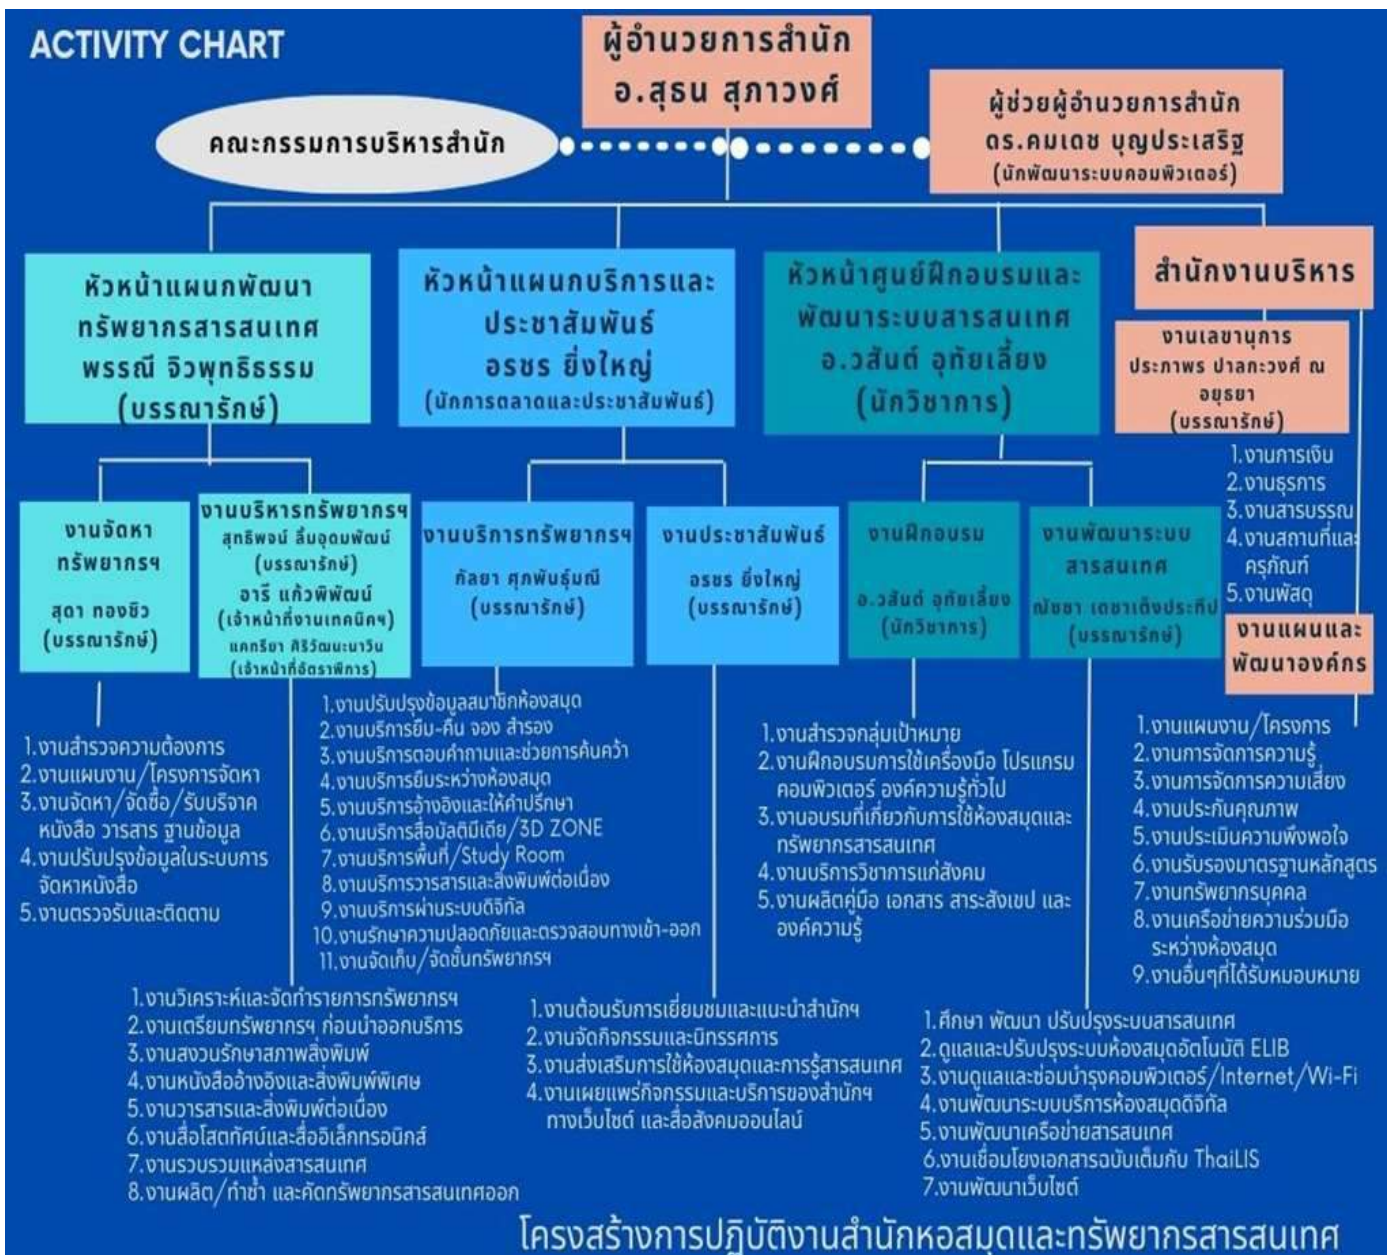 ACTIVITY CHART
ผู้อำนวยการสำนัก
อ.สุธน สุภาวงศ์
คณะกรรมการบริหารสำนัก
ผู้ช่วยผู้อำนวยการสำนัก
ดร.คมเดช บุญประเสริฐ
(นักพัฒนาระบบคอมพิวเตอร์)
หัวหน้าแผนกพัฒนา
ทรัพยากรสารสนเทศ
พรรณี จิวพุทธิธรรม
(บรรณารักษ์)
หัวหน้าแผนกบริการและ
ประชาสัมพันธ์
อรชร ยิ่งใหญ่
(นักการตลาดและประชาสัมพันธ์)
หัวหน้าศูนย์ฝึกอบรมและ
พัฒนาระบบสารสนเทศ
อ.วสันต์ อุทัยเลี้ยง
(นักวิชาการ)
สำนักงานบริหาร
งานเลขานุการ
ประภาพร ปาลกะวงศ์ ณ
อยุธยา
(บรรณารักษ์)
1.งานการเงิน
2.งานธุรการ
3.งานสารบรรณ
4.งานสถานที่และ
ครุภัณฑ์
5.งานพัสดุ
งานจัดหา
ทรัพยากรฯ
สุดา ทองชิว
(บรรณารักษ์)
งานบริหารทรัพยากรฯ
สุทธิพจน์ ลิ้มอุดมพัฒน์
(บรรณารักษ์)
อารี แก้วพิพัฒน์
(เจ้าหน้าที่งานเทคนิคฯ)
แคทรียา ศิริวัฒนะนาวิน
(เจ้าหน้าที่อัตราพิการ)
งานบริการทรัพยากรฯ
กัลยา ศุภพันธุ์มณี
(บรรณารักษ์)
งานประชาสัมพันธ์
อรชร ยิ่งใหญ่
(บรรณารักษ์)
งานฝึกอบรม
อ.วสันต์ อุทัยเลี้ยง
(นักวิชาการ)
งานพัฒนาระบบ
สารสนเทศ
ณัชชา เดชาเต็งประทีป
(บรรณารักษ์)
งานแผนและ
พัฒนาองค์กร
1.งานสำรวจความต้องการ
2.งานแผนงาน/โครงการจัดหา
3.งานจัดหา/จัดซื้อ/รับบริจาค
หนังสือ วารสาร ฐานข้อมูล
4.งานปรับปรุงข้อมูลในระบบการ
จัดหาหนังสือ
5.งานตรวจรับและติดตาม
1.งานปรับปรุงข้อมูลสมาชิกห้องสมุด
2.งานบริการยืม-คืน จอง สำรอง
3.งานบริการตอบคำถามและช่วยการค้นคว้า
4.งานบริการยืมระหว่างห้องสมุด
5.งานบริการอ้างอิงและให้คำปรึกษา
6.งานบริการสื่อมัลติมีเดีย/3D ZONE
7.งานบริการพื้นที่/Study Room
8.งานบริการวารสารและสิ่งพิมพ์ต่อเนื่อง
9.งานบริการผ่านระบบดิจิทัล
10.งานรักษาความปลอดภัยและตรวจสอบทางเข้า-ออก
11.งานจัดเก็บ/จัดชั้นทรัพยากรฯ
1.งานสำรวจกลุ่มเป้าหมาย
2.งานฝึกอบรมการใช้เครื่องมือ โปรแกรม
คอมพิวเตอร์ องค์ความรู้ทั่วไป
3.งานอบรมที่เกี่ยวกับการใช้ห้องสมุดและ
ทรัพยากรสารสนเทศ
4.งานบริการวิชาการแก่สังคม
5.งานผลิตคู่มือ เอกสาร สาระสังเขป และ
องค์ความรู้
1.งานแผนงาน/โครงการ
2.งานการจัดการความรู้
3.งานการจัดการความเสี่ยง
4.งานประกันคุณภาพ
5.งานประเมินความพึงพอใจ
6.งานรับรองมาตรฐานหลักสูตร
7.งานทรัพยากรบุคคล
8.งานเครือข่ายความร่วมมือ
ระหว่างห้องสมุด
9.งานอื่นๆที่ได้รับหมอบหมาย
1.งานวิเคราะห์และจัดทำรายการทรัพยากรฯ
2.งานเตรียมทรัพยากรฯ ก่อนนำออกบริการ
3.งานสงวนรักษาสภาพสิ่งพิมพ์
4.งานหนังสืออ้างอิงและสิ่งพิมพ์พิเศษ
5.งานวารสารและสิ่งพิมพ์ต่อเนื่อง
6.งานสื่อโสตทัศน์และสื่ออิเล็กทรอนิกส์
7.งานรวบรวมแหล่งสารสนเทศ
8.งานผลิต/ทำซ้ำ และคัดทรัพยากรสารสนเทศออก
1.งานต้อนรับการเยี่ยมชมและแนะนำสำนักฯ
2.งานจัดกิจกรรมและนิทรรศการ
3.งานส่งเสริมการใช้ห้องสมุดและการรู้สารสนเทศ
4.งานเผยแพร่กิจกรรมและบริการของสำนักฯ
ทางเว็บไซต์ และสื่อสังคมออนไลน์
1.ศึกษา พัฒนา ปรับปรุงระบบสารสนเทศ
2.ดูแลและปรับปรุงระบบห้องสมุดอัตโนมัติ ELIB
3.งานดูแลและซ่อมบำรุงคอมพิวเตอร์/Internet/Wi-Fi
4.งานพัฒนาระบบบริการห้องสมุดดิจิทัล
5.งานพัฒนาเครือข่ายสารสนเทศ
6.งานเชื่อมโยงเอกสารฉบับเต็มกับ ThaiLIS
7.งานพัฒนาเว็บไซต์
โครงสร้างการปฏิบัติงานสำนักหอสมุดและทรัพยากรสารสนเทศ